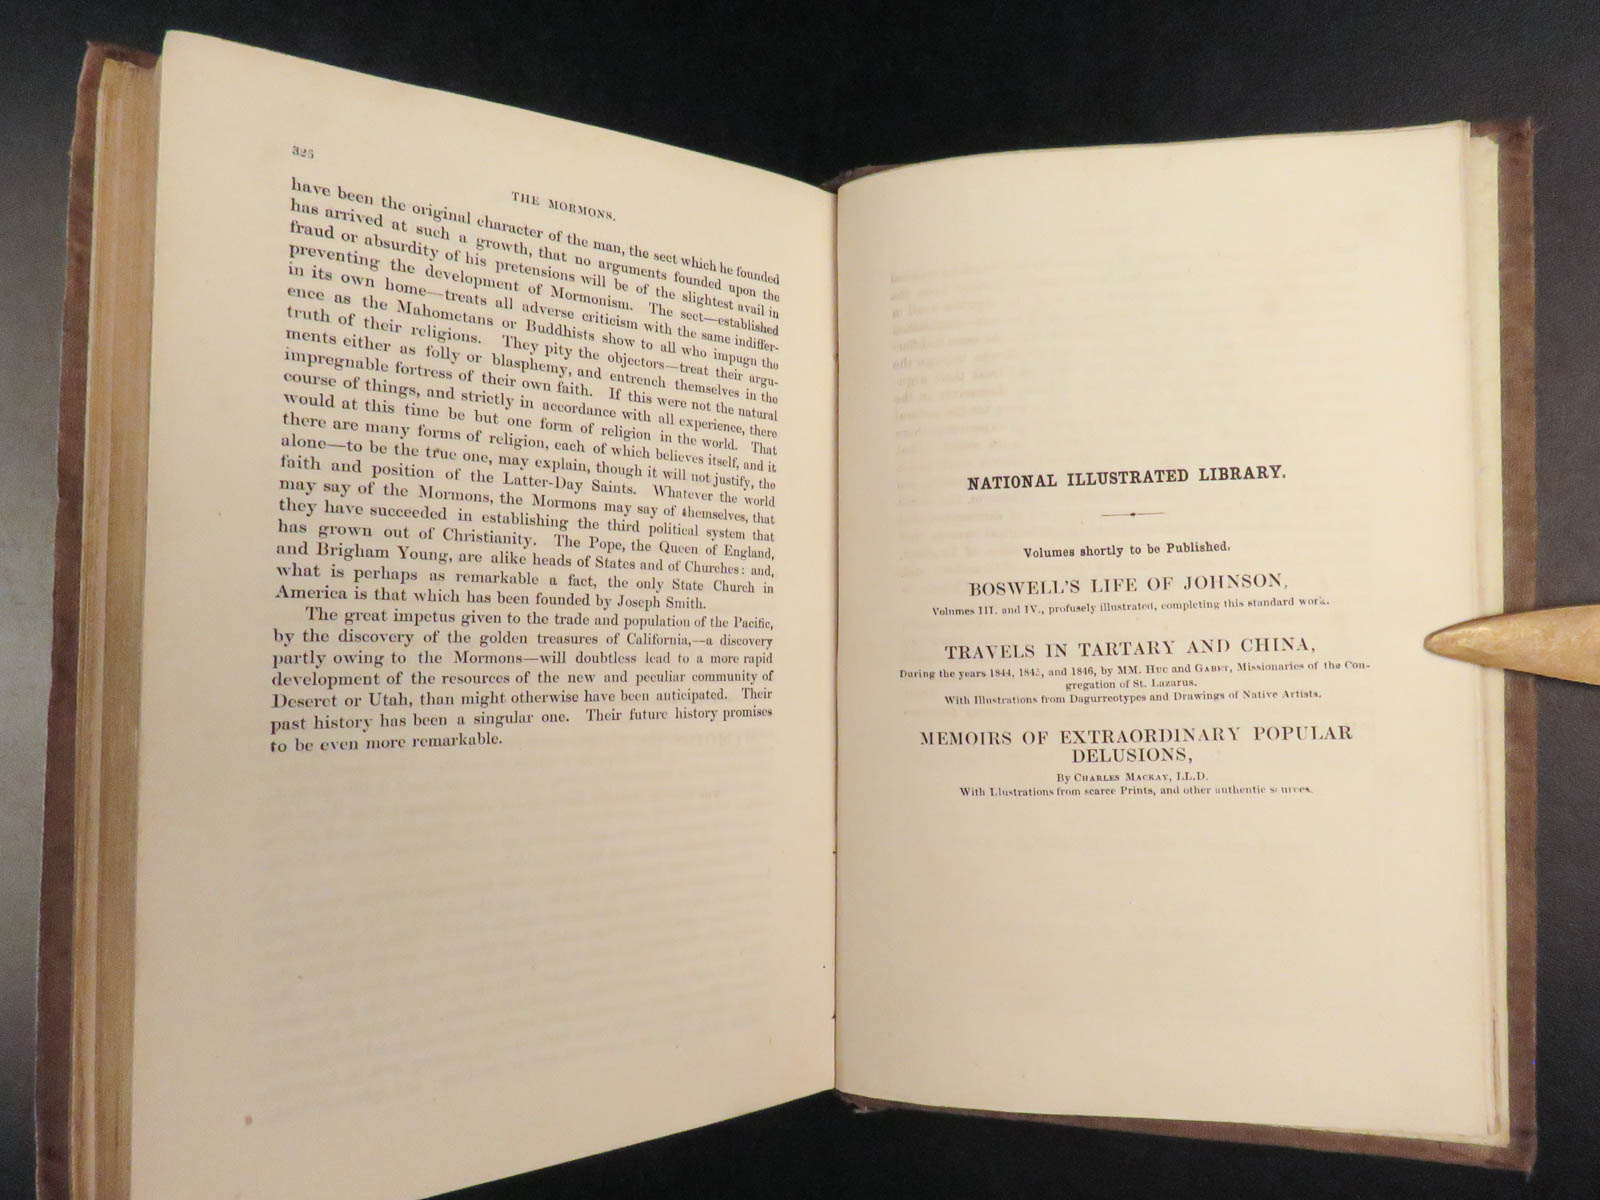 325
THE MORMONS.
have been the original character of the man, the sect which he founded
has arrived at such a growth, that no arguments founded upon the
fraud or absurdity of his pretensions will be of the slightest avail in
preventing the development of Mormonism. The sect—established
in its own home—treats all adverse criticism with the same indiffer-
ence as the Mahometans or Buddhists show to all who impugn the
truth of their religions. They pity the objectors—treat their argu-
ments either as folly or blasphemy, and entrench themselves in the
impregnable fortress of their own faith. If this were not the natural
course of things, and strictly in accordance with all experience, there
would at this time be but one form of religion in the world. That
there are many forms of religion, each of which believes itself, and it
alone—to be the true one, may explain, though it will not justify, the
faith and position of the Latter-Day Saints. Whatever the world
may say of the Mormons, the Mormons may say of themselves, that
they have succeeded in establishing the third political system that
has grown out of Christianity. The Pope, the Queen of England,
and Brigham Young, are alike heads of States and of Churches: and,
what is perhaps as remarkable a fact, the only State Church in
America is that which has been founded by Joseph Smith.
The great impetus given to the trade and population of the Pacific,
by the discovery of the golden treasures of California,—a discovery
partly owing to the Mormons—will doubtless lead to a more rapid
development of the resources of the new and peculiar community of
Deseret or Utah, than might otherwise have been anticipated. Their
past history has been a singular one. Their future history promises
to be even more remarkable.
NATIONAL ILLUSTRATED LIBRARY.
Volumes shortly to be Published.
BOSWELL'S LIFE OF JOHNSON,
Volumes III. and IV., profusely illustrated, completing this standard work.
TRAVELS IN TARTARY AND CHINA,
During the years 1844, 1845, and 1846, by MM. HUC and GABET, Missionaries of the Con-
gregation of St. Lazarus.
With Illustrations from Dagurreotypes and Drawings of Native Artists.
MEMOIRS OF EXTRAORDINARY POPULAR
DELUSIONS,
By CHARLES MACKAY, LL.D.
With Illustrations from scarce Prints, and other authentic sources.